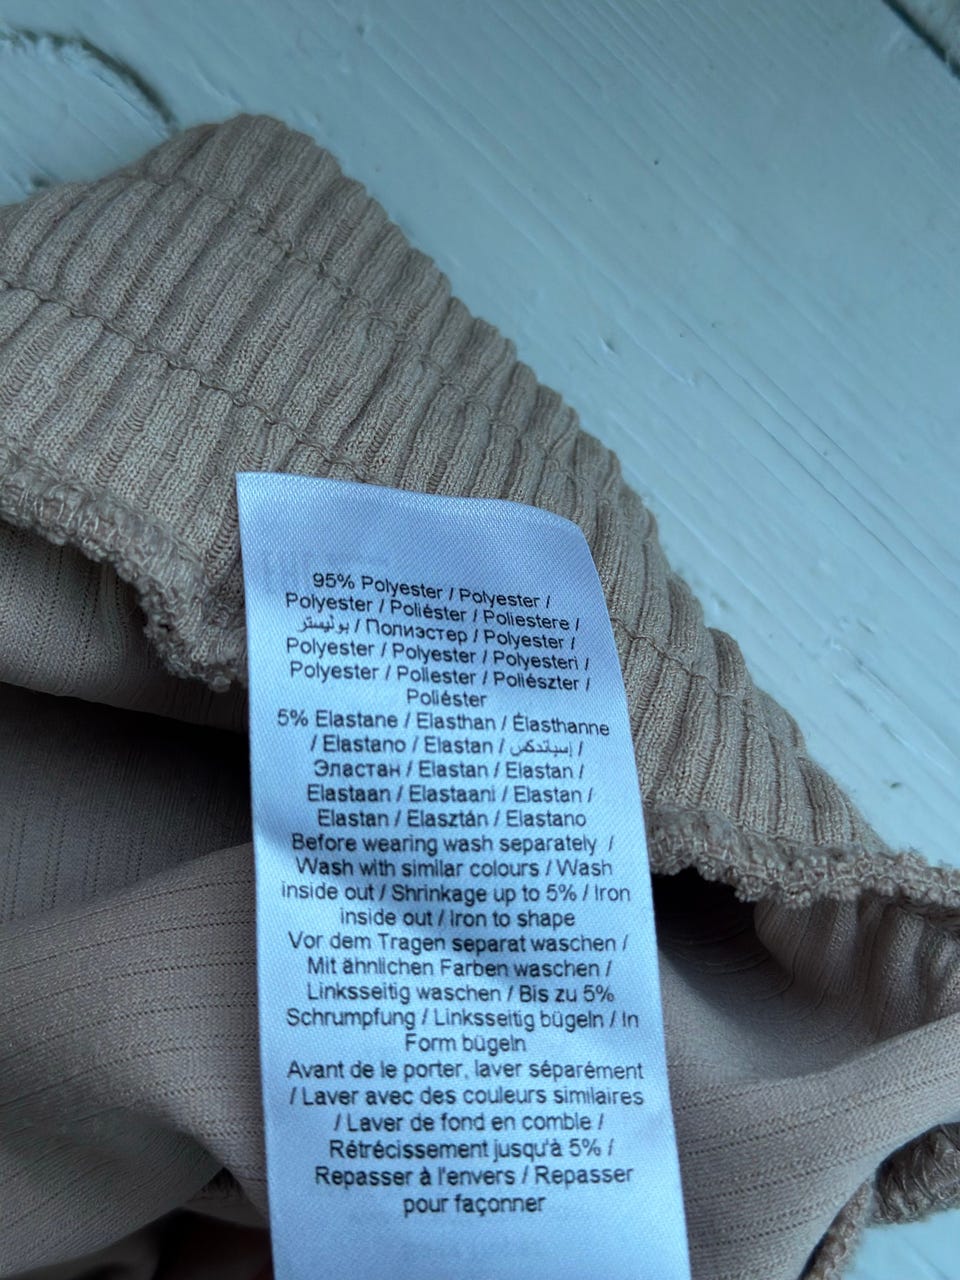 95% Polyester / Polyester /
Polyester / Poliéster / Poliestere /
بوليستر / Полиэстер / Polyester /
Polyester / Polyester / Polyesteri /
Polyester / Poliester / Poliészter /
Poliéster
5% Elastane / Elasthan / Élasthanne
/ Elastano / Elastan / إسباندكس /
Эластан / Elastan / Elastan /
Elastaan / Elastaani / Elastan /
Elastan / Elasztán / Elastano
Before wearing wash separately /
Wash with similar colours / Wash
inside out / Shrinkage up to 5% / Iron
inside out / Iron to shape
Vor dem Tragen separat waschen /
Mit ähnlichen Farben waschen /
Linksseitig waschen / Bis zu 5%
Schrumpfung / Linksseitig bügeln / In
Form bügeln
Avant de le porter, laver séparément
/ Laver avec des couleurs similaires
/ Laver de fond en comble /
Rétrécissement jusqu'à 5% /
Repasser à l'envers / Repasser
pour façonner